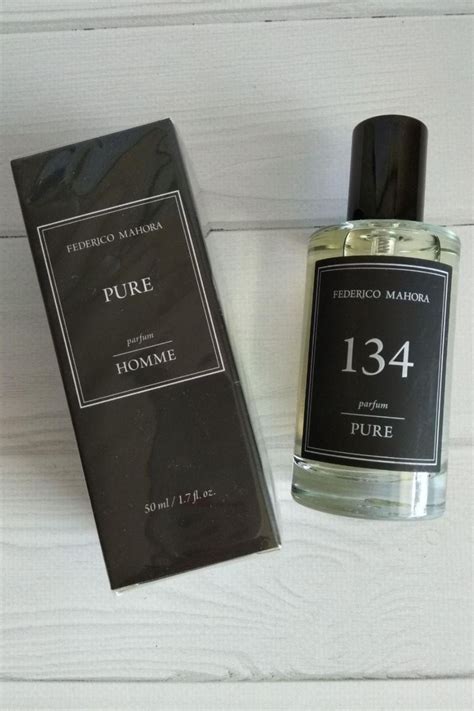 FEDERICO MAHORA
PURE
parfum
HOMME
50 ml / 1.7 fl. oz.
FEDERICO MAHORA
134
parfum
PURE